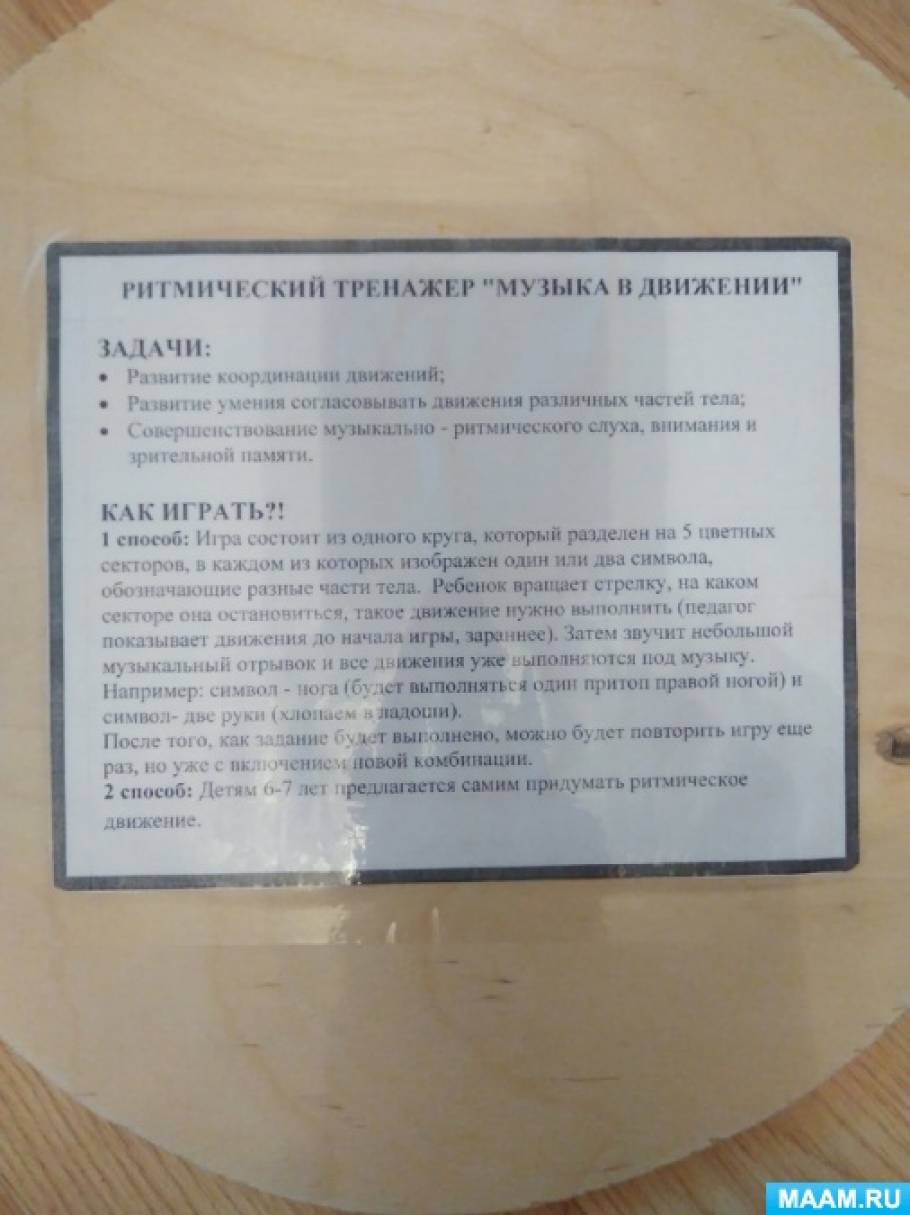 РИТМИЧЕСКИЙ ТРЕНАЖЕР "МУЗЫКА В ДВИЖЕНИИ"
ЗАДАЧИ:
• Развитие координации движений;
• Развитие умения согласовывать движения различных частей тела;
• Совершенствование музыкально - ритмического слуха, внимания и
зрительной памяти.
КАК ИГРАТЬ?!
1 способ: Игра состоит из одного круга, который разделен на 5 цветных
секторов, в каждом из которых изображен один или два символа,
обозначающие разные части тела. Ребенок вращает стрелку, на каком
секторе она остановиться, такое движение нужно выполнить (педагог
показывает движения до начала игры, зараннее). Затем звучит небольшой
музыкальный отрывок и все движения уже выполняются под музыку.
Например: символ - нога (будет выполняться один притоп правой ногой) и
символ- две руки (хлопаем в ладоши).
После того, как задание будет выполнено, можно будет повторить игру еще
раз, но уже с включением новой комбинации.
2 способ: Детям 6-7 лет предлагается самим придумать ритмическое
движение.
MAAM.RU